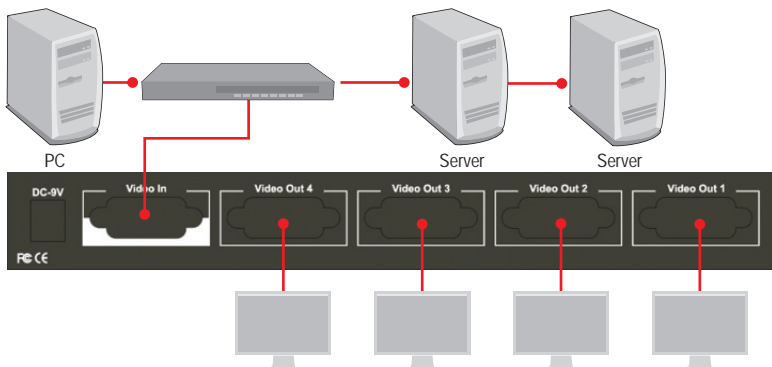 PC
Server
Server
DC-9V
Video In
Video Out 4
Video Out 3
Video Out 2
Video Out 1
FC CE